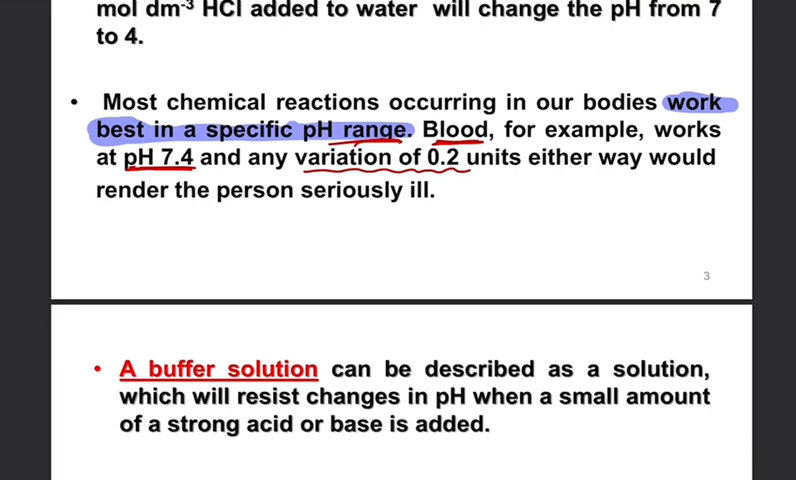 mol dm-3 HCl added to water will change the pH from 7
to 4.
• Most chemical reactions occurring in our bodies work
best in a specific pH range. Blood, for example, works
at pH 7.4 and any variation of 0.2 units either way would
render the person seriously ill.
3
• A buffer solution can be described as a solution,
which will resist changes in pH when a small amount
of a strong acid or base is added.